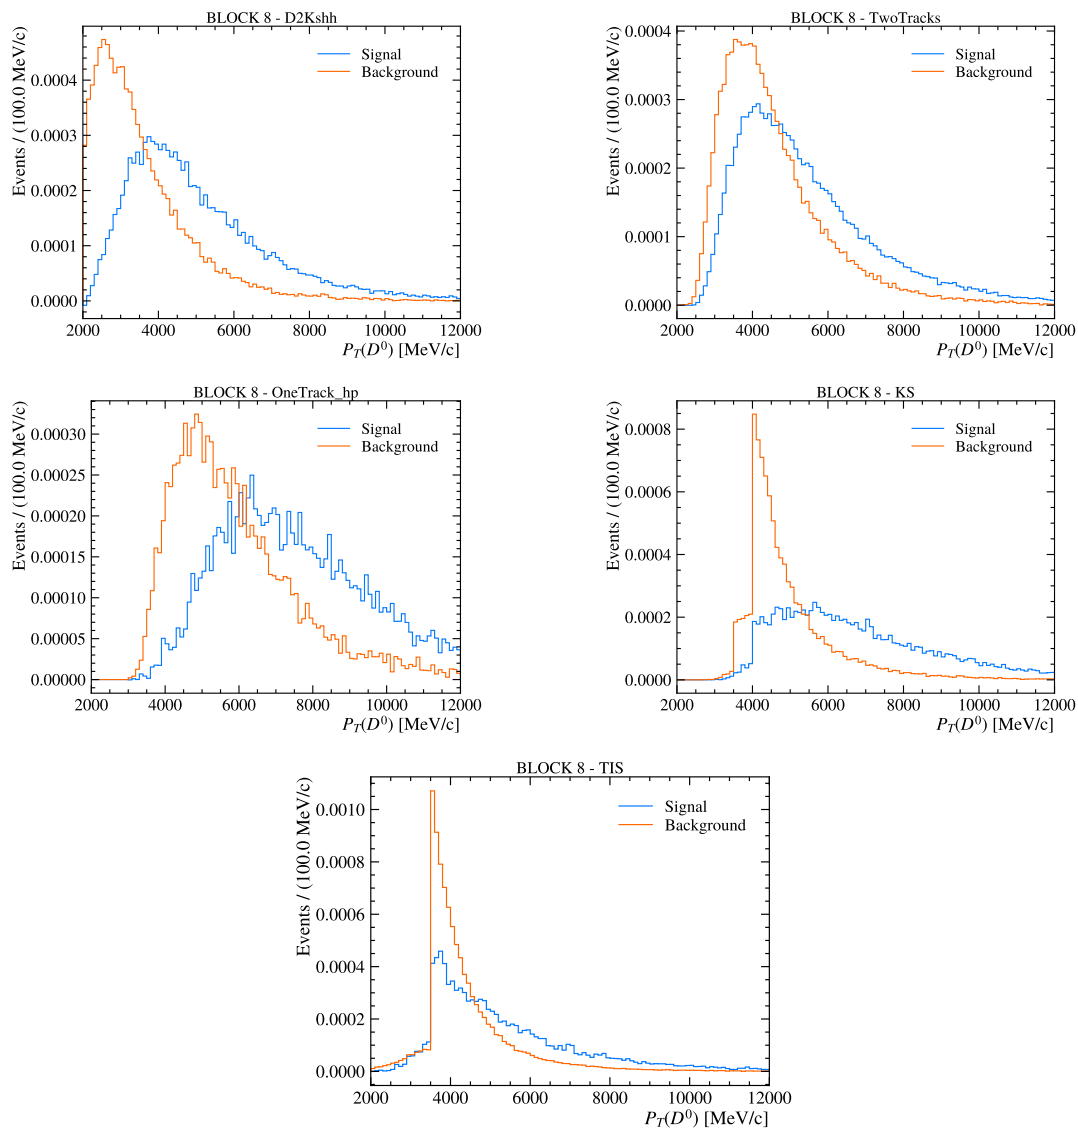 BLOCK 8 - D2Kshh
Events / (100.0 MeV/c)
0.0004
0.0003
0.0002
0.0001
0.0000
Signal
Background
2000 4000 6000 8000 10000 12000
P_T(D^0) [MeV/c]
BLOCK 8 - TwoTracks
Events / (100.0 MeV/c)
0.0004
0.0003
0.0002
0.0001
0.0000
Signal
Background
2000 4000 6000 8000 10000 12000
P_T(D^0) [MeV/c]
BLOCK 8 - OneTrack_hp
Events / (100.0 MeV/c)
0.00030
0.00025
0.00020
0.00015
0.00010
0.00005
0.00000
Signal
Background
2000 4000 6000 8000 10000 12000
P_T(D^0) [MeV/c]
BLOCK 8 - KS
Events / (100.0 MeV/c)
0.0008
0.0006
0.0004
0.0002
0.0000
Signal
Background
2000 4000 6000 8000 10000 12000
P_T(D^0) [MeV/c]
BLOCK 8 - TIS
Events / (100.0 MeV/c)
0.0010
0.0008
0.0006
0.0004
0.0002
0.0000
Signal
Background
2000 4000 6000 8000 10000 12000
P_T(D^0) [MeV/c]